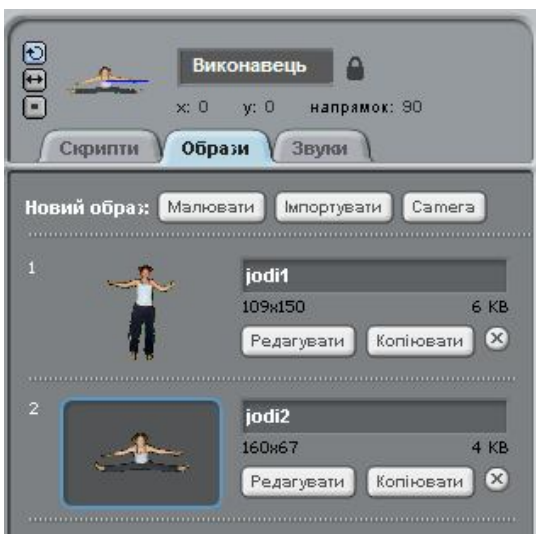 Виконавець
x: 0 y: 0 напрямок: 90
Скрипти Образи Звуки
Новий образ: Малювати Імпортувати Camera
1 jodi1
109x150 6 KB
Редагувати Копіювати
2 jodi2
160x67 4 KB
Редагувати Копіювати